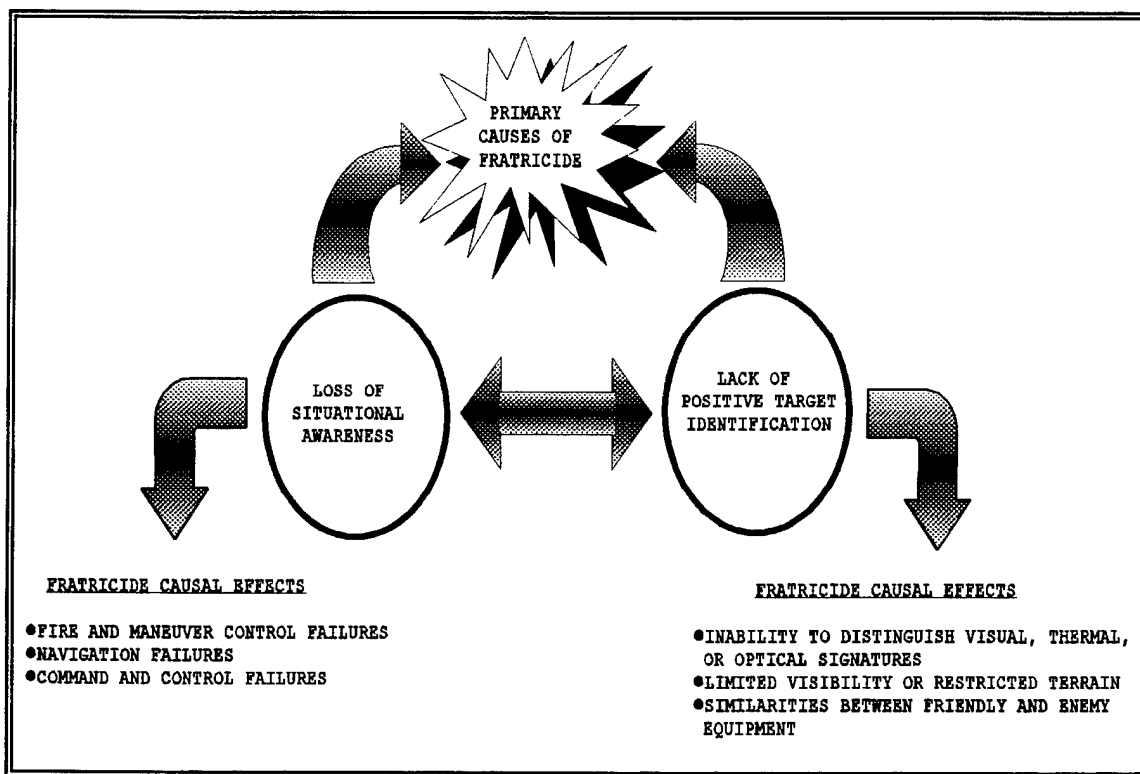 PRIMARY
CAUSES OF
FRATRICIDE
LOSS OF
SITUATIONAL
AWARENESS
LACK OF
POSITIVE TARGET
IDENTIFICATION
FRATRICIDE CAUSAL EFFECTS
●FIRE AND MANEUVER CONTROL FAILURES
●NAVIGATION FAILURES
●COMMAND AND CONTROL FAILURES
FRATRICIDE CAUSAL EFFECTS
●INABILITY TO DISTINGUISH VISUAL, THERMAL,
OR OPTICAL SIGNATURES
●LIMITED VISIBILITY OR RESTRICTED TERRAIN
●SIMILARITIES BETWEEN FRIENDLY AND ENEMY
EQUIPMENT